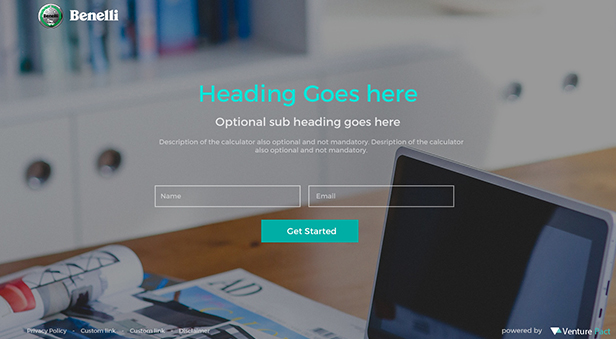 Benelli
Heading Goes here
Optional sub heading goes here
Description of the calculator also optional and not mandatory. Desription of the calculator
also optional and not mandatory.
Name
Email
Get Started
AD
Privacy Policy - Custom link - Custom link - Disclaimer
powered by VenturePact